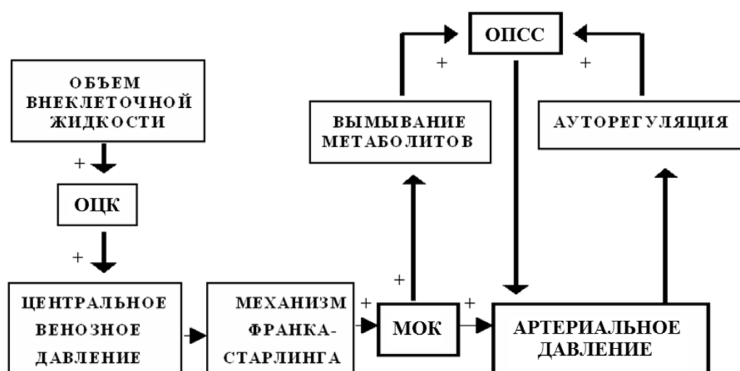 ОПСС
+
+
ОБЪЕМ
ВНЕКЛЕТОЧНОЙ
ЖИДКОСТИ
ВЫМЫВАНИЕ
МЕТАБОЛИТОВ
АУТОРЕГУЛЯЦИЯ
+
ОЦК
+
+
ЦЕНТРАЛЬНОЕ
ВЕНОЗНОЕ
ДАВЛЕНИЕ
МЕХАНИЗМ
ФРАНКА-
СТАРЛИНГА
+
МОК
+
АРТЕРИАЛЬНОЕ
ДАВЛЕНИЕ